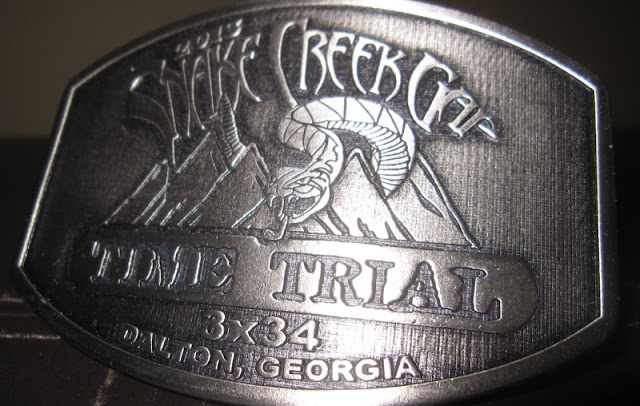 2013
SNAKE CREEK GAP
TIME TRIAL
3x34
DALTON, GEORGIA